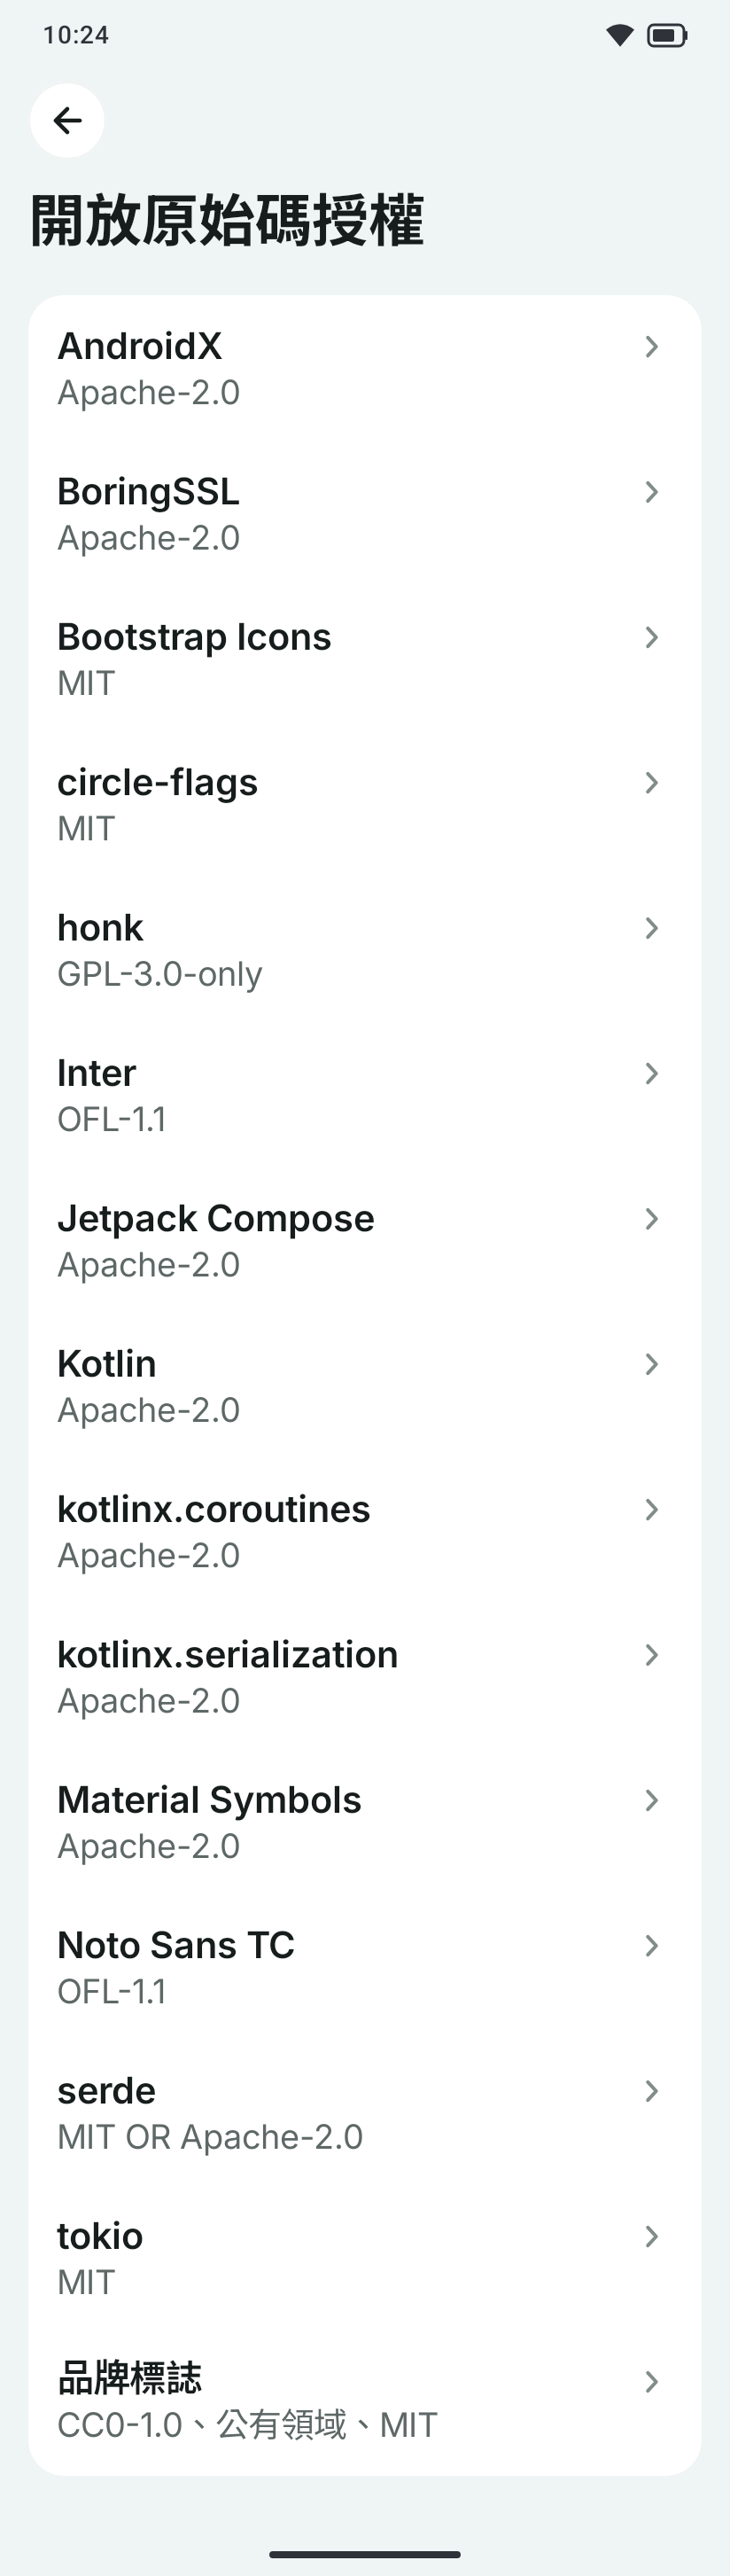 10:24
開放原始碼授權
AndroidX
Apache-2.0
BoringSSL
Apache-2.0
Bootstrap Icons
MIT
circle-flags
MIT
honk
GPL-3.0-only
Inter
OFL-1.1
Jetpack Compose
Apache-2.0
Kotlin
Apache-2.0
kotlinx.coroutines
Apache-2.0
kotlinx.serialization
Apache-2.0
Material Symbols
Apache-2.0
Noto Sans TC
OFL-1.1
serde
MIT OR Apache-2.0
tokio
MIT
品牌標誌
CC0-1.0、公有領域、MIT